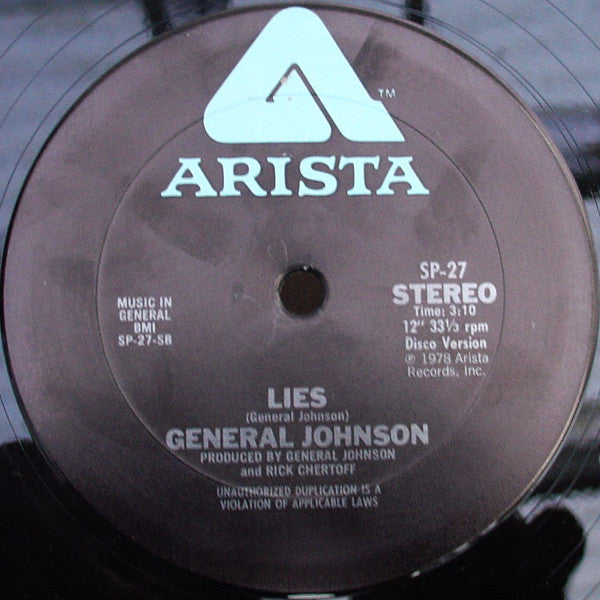 TM
ARISTA
MUSIC IN
GENERAL
BMI
SP-27-SB
SP-27
STEREO
Time: 3:10
12" 33⅓ rpm
Disco Version
℗ 1978 Arista
Records, Inc.
LIES
(General Johnson)
GENERAL JOHNSON
PRODUCED BY GENERAL JOHNSON
and RICK CHERTOFF
UNAUTHORIZED DUPLICATION IS A
VIOLATION OF APPLICABLE LAWS